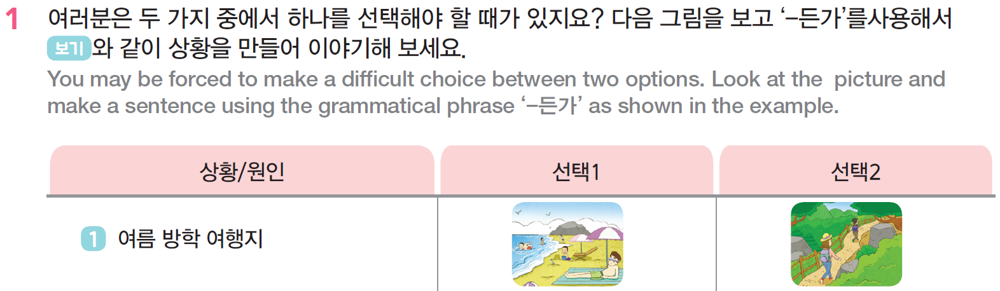 1 여러분은 두 가지 중에서 하나를 선택해야 할 때가 있지요? 다음 그림을 보고 ‘–든가’를사용해서
보기와 같이 상황을 만들어 이야기해 보세요.
You may be forced to make a difficult choice between two options. Look at the picture and
make a sentence using the grammatical phrase ‘–든가’ as shown in the example.
상황/원인 선택1 선택2
1 여름 방학 여행지